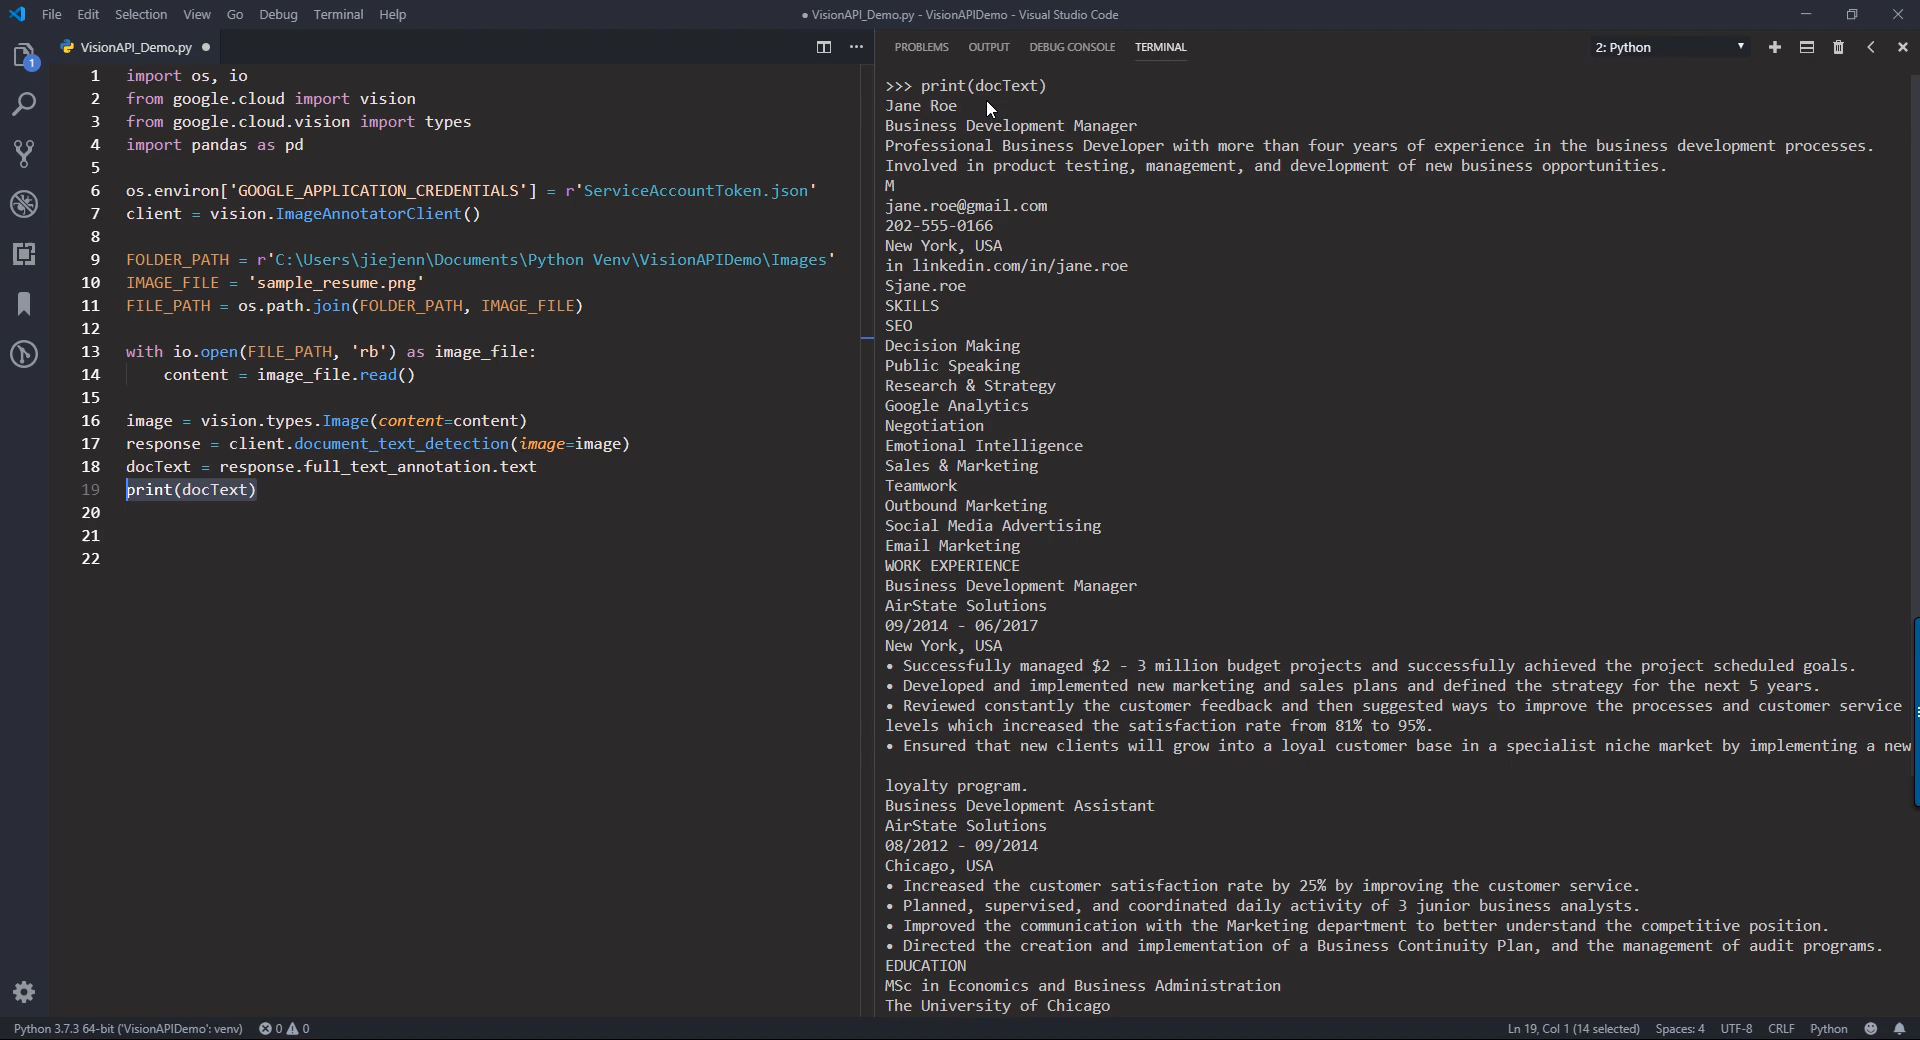 File Edit Selection View Go Debug Terminal Help
● VisionAPI_Demo.py - VisionAPIDemo - Visual Studio Code
1
VisionAPI_Demo.py ●
1 import os, io
2 from google.cloud import vision
3 from google.cloud.vision import types
4 import pandas as pd
5
6 os.environ['GOOGLE_APPLICATION_CREDENTIALS'] = r'ServiceAccountToken.json'
7 client = vision.ImageAnnotatorClient()
8
9 FOLDER_PATH = r'C:\Users\jiejenn\Documents\Python Venv\VisionAPIDemo\Images'
10 IMAGE_FILE = 'sample_resume.png'
11 FILE_PATH = os.path.join(FOLDER_PATH, IMAGE_FILE)
12
13 with io.open(FILE_PATH, 'rb') as image_file:
14 content = image_file.read()
15
16 image = vision.types.Image(content=content)
17 response = client.document_text_detection(image=image)
18 docText = response.full_text_annotation.text
19 print(docText)
20
21
22
PROBLEMS OUTPUT DEBUG CONSOLE TERMINAL
2: Python
>>> print(docText)
Jane Roe
Business Development Manager
Professional Business Developer with more than four years of experience in the business development processes.
Involved in product testing, management, and development of new business opportunities.
M
jane.roe@gmail.com
202-555-0166
New York, USA
in linkedin.com/in/jane.roe
Sjane.roe
SKILLS
SEO
Decision Making
Public Speaking
Research & Strategy
Google Analytics
Negotiation
Emotional Intelligence
Sales & Marketing
Teamwork
Outbound Marketing
Social Media Advertising
Email Marketing
WORK EXPERIENCE
Business Development Manager
AirState Solutions
09/2014 - 06/2017
New York, USA
• Successfully managed $2 - 3 million budget projects and successfully achieved the project scheduled goals.
• Developed and implemented new marketing and sales plans and defined the strategy for the next 5 years.
• Reviewed constantly the customer feedback and then suggested ways to improve the processes and customer service
levels which increased the satisfaction rate from 81% to 95%.
• Ensured that new clients will grow into a loyal customer base in a specialist niche market by implementing a new
loyalty program.
Business Development Assistant
AirState Solutions
08/2012 - 09/2014
Chicago, USA
• Increased the customer satisfaction rate by 25% by improving the customer service.
• Planned, supervised, and coordinated daily activity of 3 junior business analysts.
• Improved the communication with the Marketing department to better understand the competitive position.
• Directed the creation and implementation of a Business Continuity Plan, and the management of audit programs.
EDUCATION
MSc in Economics and Business Administration
The University of Chicago
Python 3.7.3 64-bit ('VisionAPIDemo': venv) 0 0
Ln 19, Col 1 (14 selected) Spaces: 4 UTF-8 CRLF Python